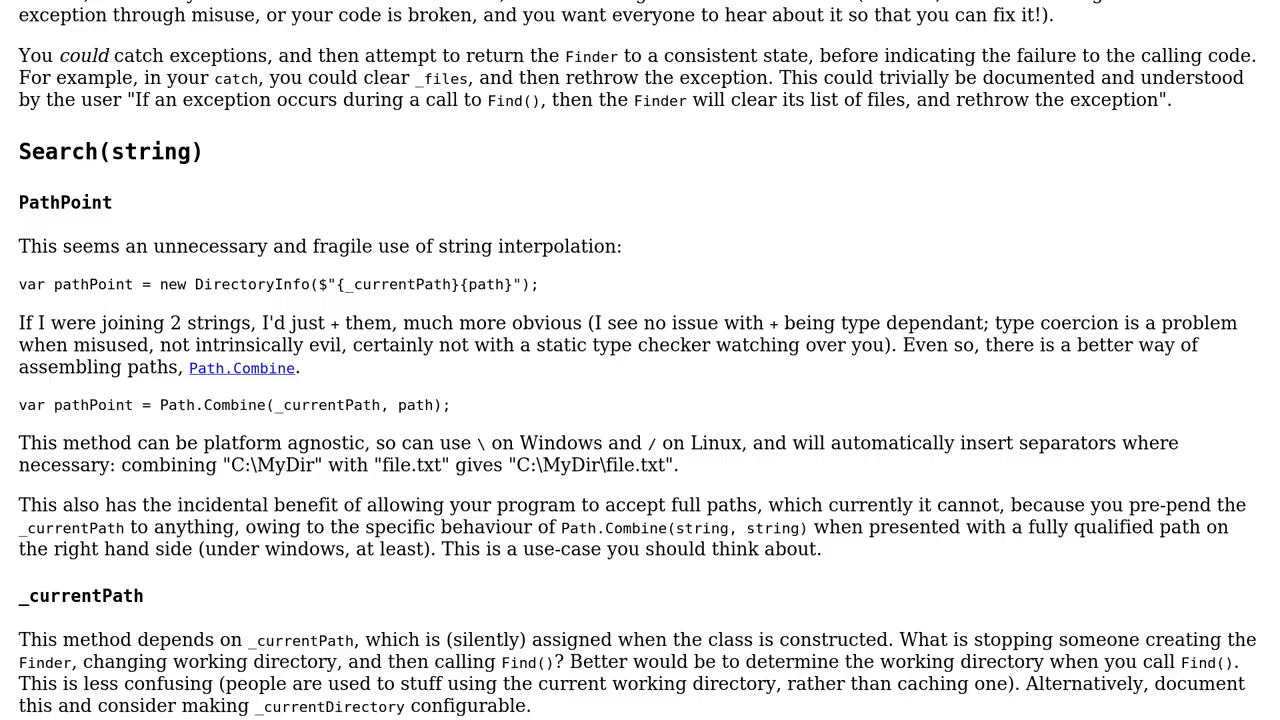 exception through misuse, or your code is broken, and you want everyone to hear about it so that you can fix it!).
You could catch exceptions, and then attempt to return the Finder to a consistent state, before indicating the failure to the calling code.
For example, in your catch, you could clear _files, and then rethrow the exception. This could trivially be documented and understood
by the user "If an exception occurs during a call to Find(), then the Finder will clear its list of files, and rethrow the exception".
Search(string)
PathPoint
This seems an unnecessary and fragile use of string interpolation:
var pathPoint = new DirectoryInfo($"{_currentPath}{path}");
If I were joining 2 strings, I'd just + them, much more obvious (I see no issue with + being type dependant; type coercion is a problem
when misused, not intrinsically evil, certainly not with a static type checker watching over you). Even so, there is a better way of
assembling paths, Path.Combine.
var pathPoint = Path.Combine(_currentPath, path);
This method can be platform agnostic, so can use \ on Windows and / on Linux, and will automatically insert separators where
necessary: combining "C:\MyDir" with "file.txt" gives "C:\MyDir\file.txt".
This also has the incidental benefit of allowing your program to accept full paths, which currently it cannot, because you pre-pend the
_currentPath to anything, owing to the specific behaviour of Path.Combine(string, string) when presented with a fully qualified path on
the right hand side (under windows, at least). This is a use-case you should think about.
_currentPath
This method depends on _currentPath, which is (silently) assigned when the class is constructed. What is stopping someone creating the
Finder, changing working directory, and then calling Find()? Better would be to determine the working directory when you call Find().
This is less confusing (people are used to stuff using the current working directory, rather than caching one). Alternatively, document
this and consider making _currentDirectory configurable.